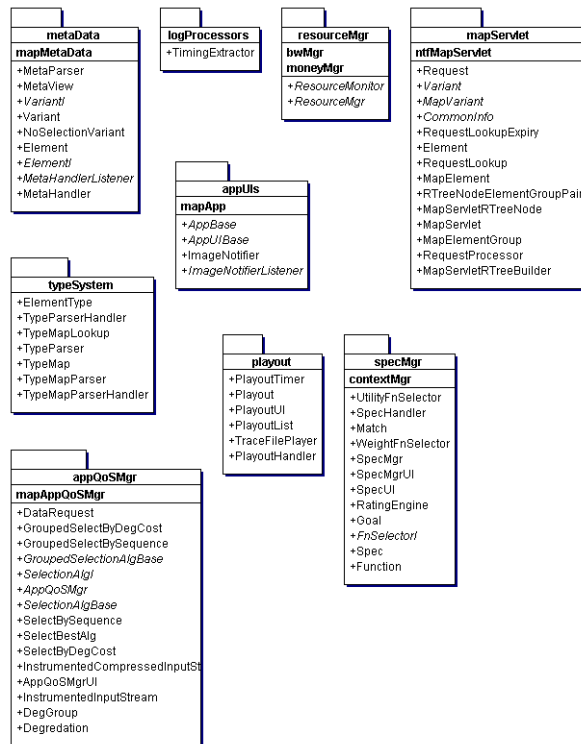 metaData
mapMetaData
+MetaParser
+MetaView
+VariantI
+Variant
+NoSelectionVariant
+Element
+ElementI
+MetaHandlerListener
+MetaHandler
logProcessors
+TimingExtractor
resourceMgr
bwMgr
moneyMgr
+ResourceMonitor
+ResourceMgr
mapServlet
ntfMapServlet
+Request
+Variant
+MapVariant
+CommonInfo
+RequestLookupExpiry
+Element
+RequestLookup
+MapElement
+RTreeNodeElementGroupPair
+MapServletRTreeNode
+MapServlet
+MapElementGroup
+RequestProcessor
+MapServletRTreeBuilder
appUIs
mapApp
+AppBase
+AppUIBase
+ImageNotifier
+ImageNotifierListener
typeSystem
+ElementType
+TypeParserHandler
+TypeMapLookup
+TypeParser
+TypeMap
+TypeMapParser
+TypeMapParserHandler
playout
+PlayoutTimer
+Playout
+PlayoutUI
+PlayoutList
+TraceFilePlayer
+PlayoutHandler
specMgr
contextMgr
+UtilityFnSelector
+SpecHandler
+Match
+WeightFnSelector
+SpecMgr
+SpecMgrUI
+SpecUI
+RatingEngine
+Goal
+FnSelectorI
+Spec
+Function
appQoSMgr
mapAppQoSMgr
+DataRequest
+GroupedSelectByDegCost
+GroupedSelectBySequence
+GroupedSelectionAlgBase
+SelectionAlgI
+AppQoSMgr
+SelectionAlgBase
+SelectBySequence
+SelectBestAlg
+SelectByDegCost
+InstrumentedCompressedInputSt
+AppQoSMgrUI
+InstrumentedInputStream
+DegGroup
+Degredation